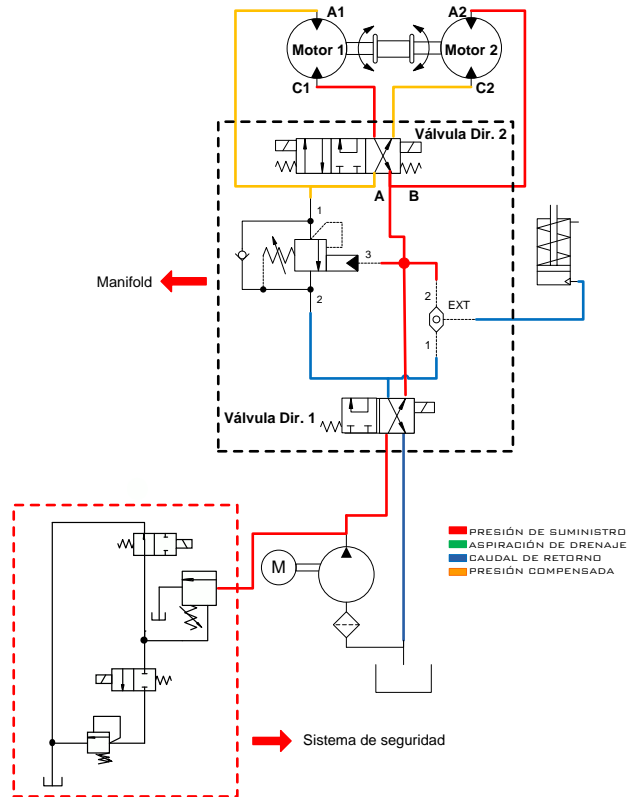 A1
A2
Motor 1
Motor 2
C1
C2
Válvula Dir. 2
A
B
1
3
2
Manifold
2
EXT
1
Válvula Dir. 1
PRESIÓN DE SUMINISTRO
ASPIRACIÓN DE DRENAJE
CAUDAL DE RETORNO
PRESIÓN COMPENSADA
M
Sistema de seguridad